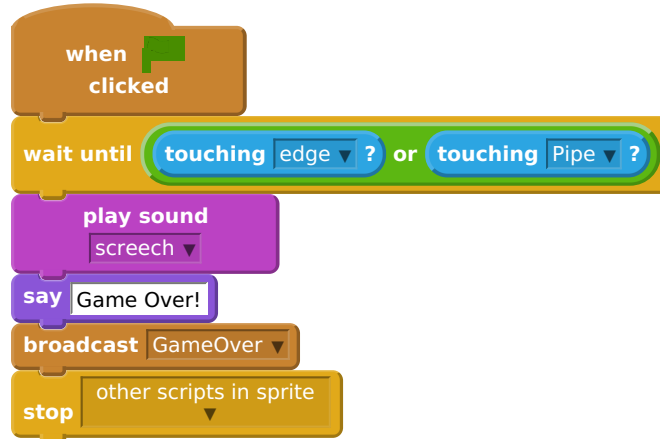 when
clicked
wait until touching edge ▼ ? or touching Pipe ▼ ?
play sound
screech ▼
say Game Over!
broadcast GameOver ▼
other scripts in sprite
stop ▼